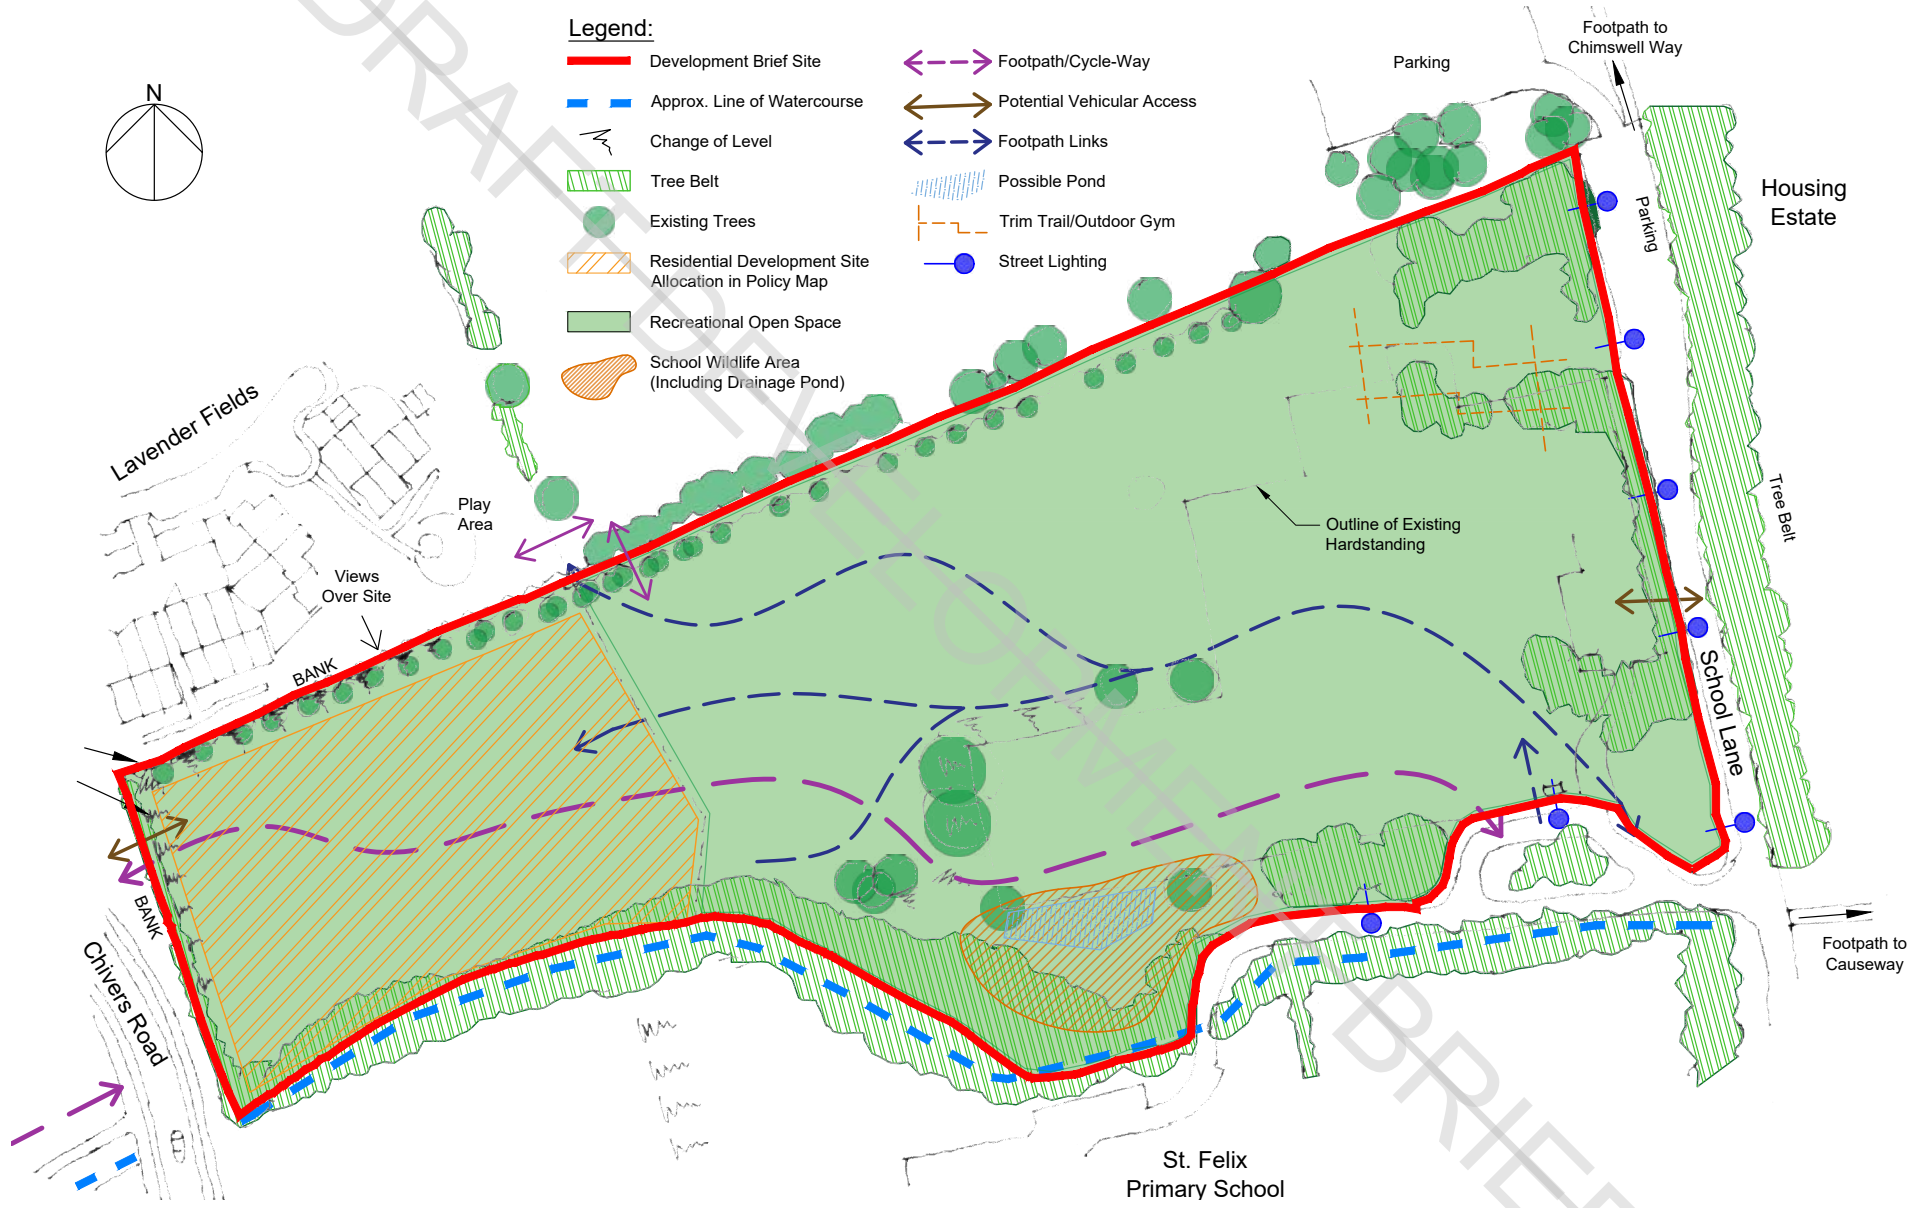 DRAFT DEVELOPMENT BRIEF
Legend:
Development Brief Site
Approx. Line of Watercourse
Change of Level
Tree Belt
Existing Trees
Residential Development Site
Allocation in Policy Map
Recreational Open Space
School Wildlife Area
(Including Drainage Pond)
Footpath/Cycle-Way
Potential Vehicular Access
Footpath Links
Possible Pond
Trim Trail/Outdoor Gym
Street Lighting
N
Parking
Footpath to
Chimswell Way
Parking
Housing
Estate
Lavender Fields
Play
Area
Views
Over Site
BANK
Outline of Existing
Hardstanding
Tree Belt
School Lane
BANK
Chivers Road
Footpath to
Causeway
St. Felix
Primary School